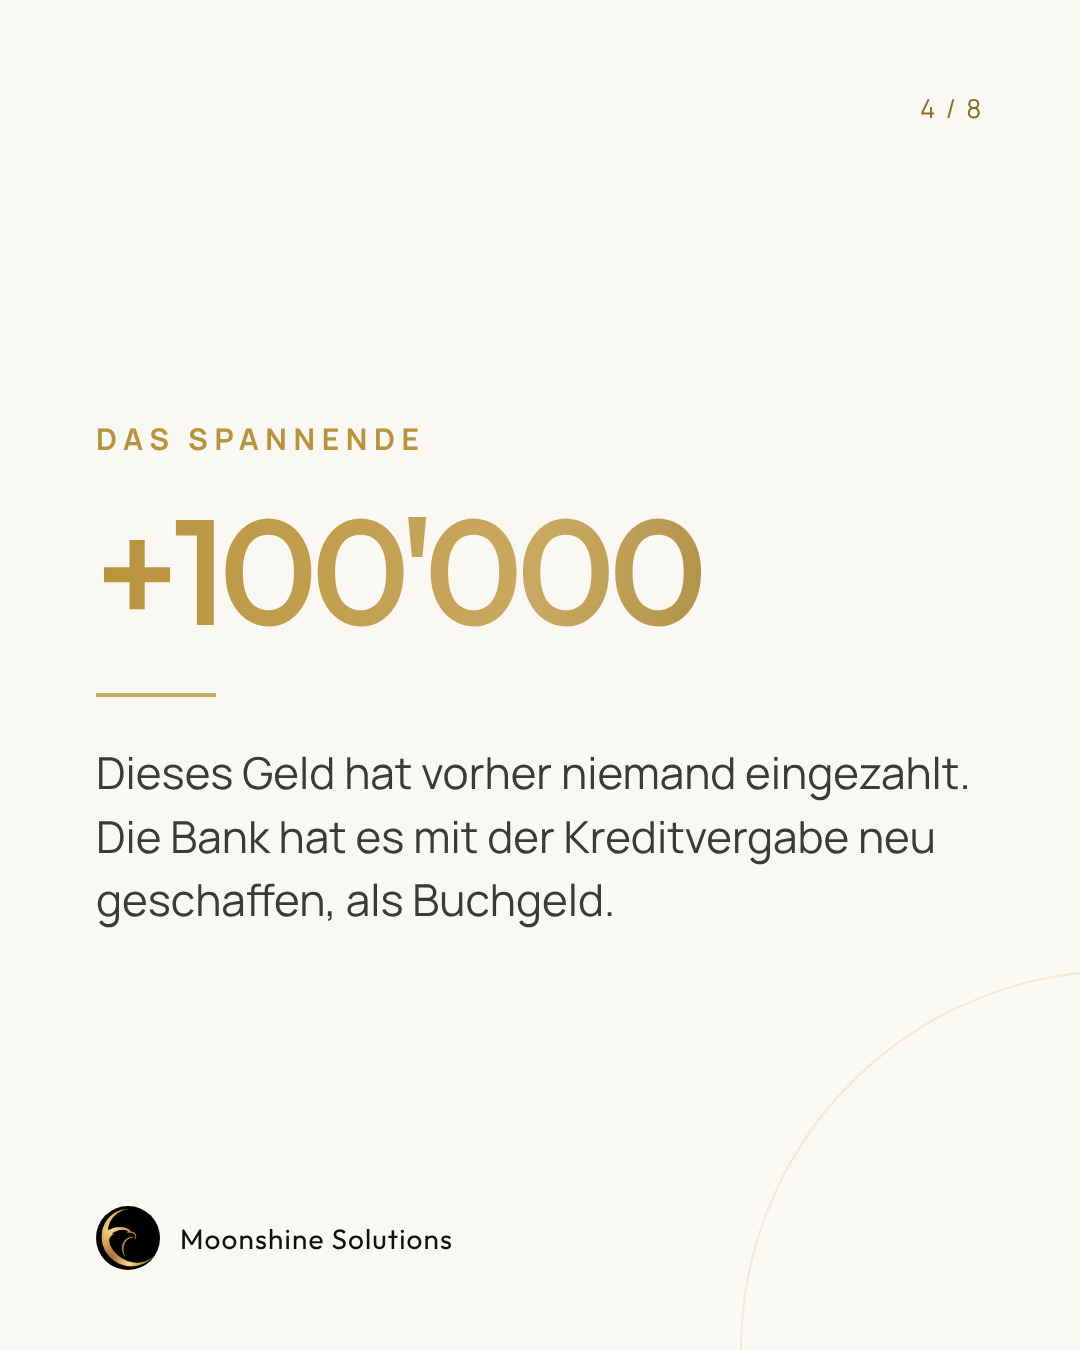 4 / 8
DAS SPANNENDE
+100'000
Dieses Geld hat vorher niemand eingezahlt.
Die Bank hat es mit der Kreditvergabe neu
geschaffen, als Buchgeld.
Moonshine Solutions